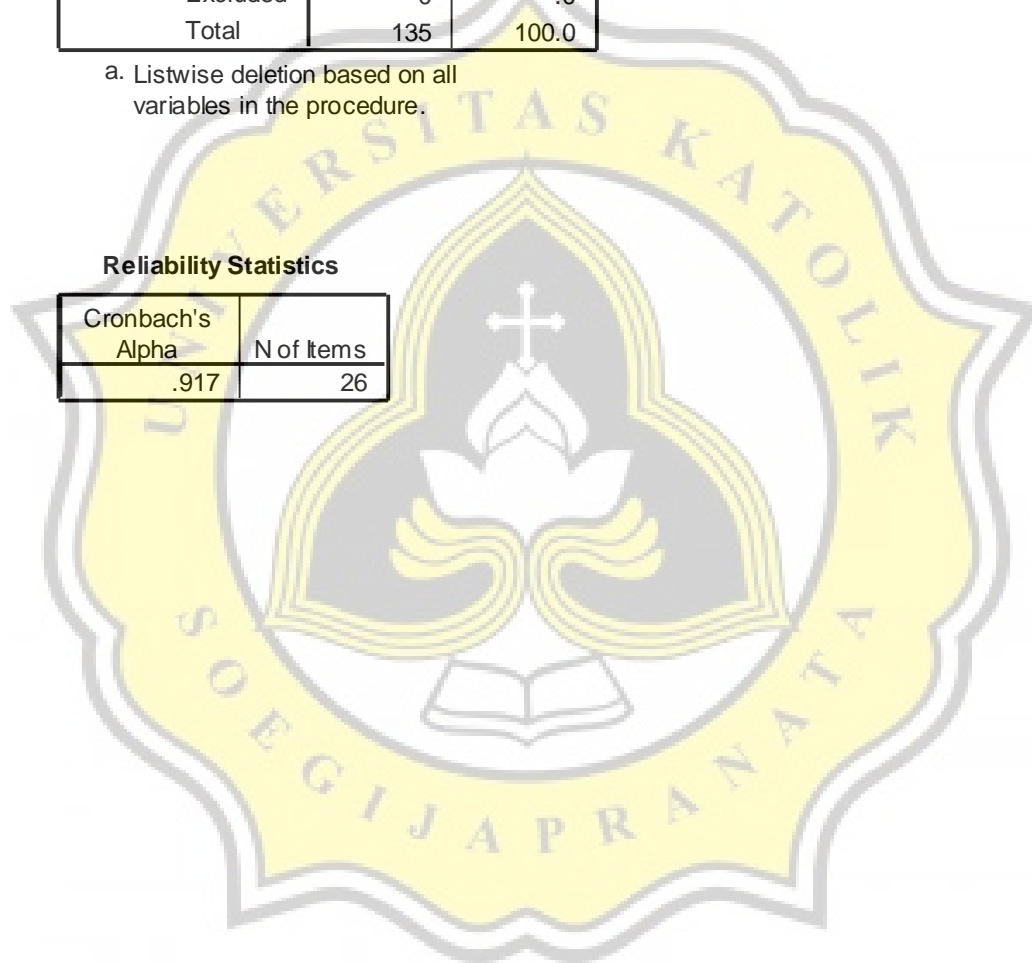 Total 135 100.0
a. Listwise deletion based on all
variables in the procedure.
Reliability Statistics
Cronbach's
Alpha N of Items
.917 26
UNIVERSITAS KATOLIK
SOEGIJAPRANATA